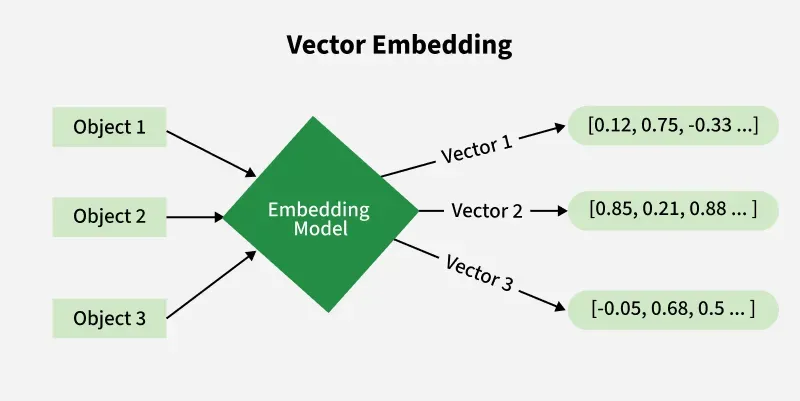 Vector Embedding
Object 1
Object 2
Object 3
Embedding
Model
Vector 1
Vector 2
Vector 3
[0.12, 0.75, -0.33 ...]
[0.85, 0.21, 0.88 ... ]
[-0.05, 0.68, 0.5 ... ]